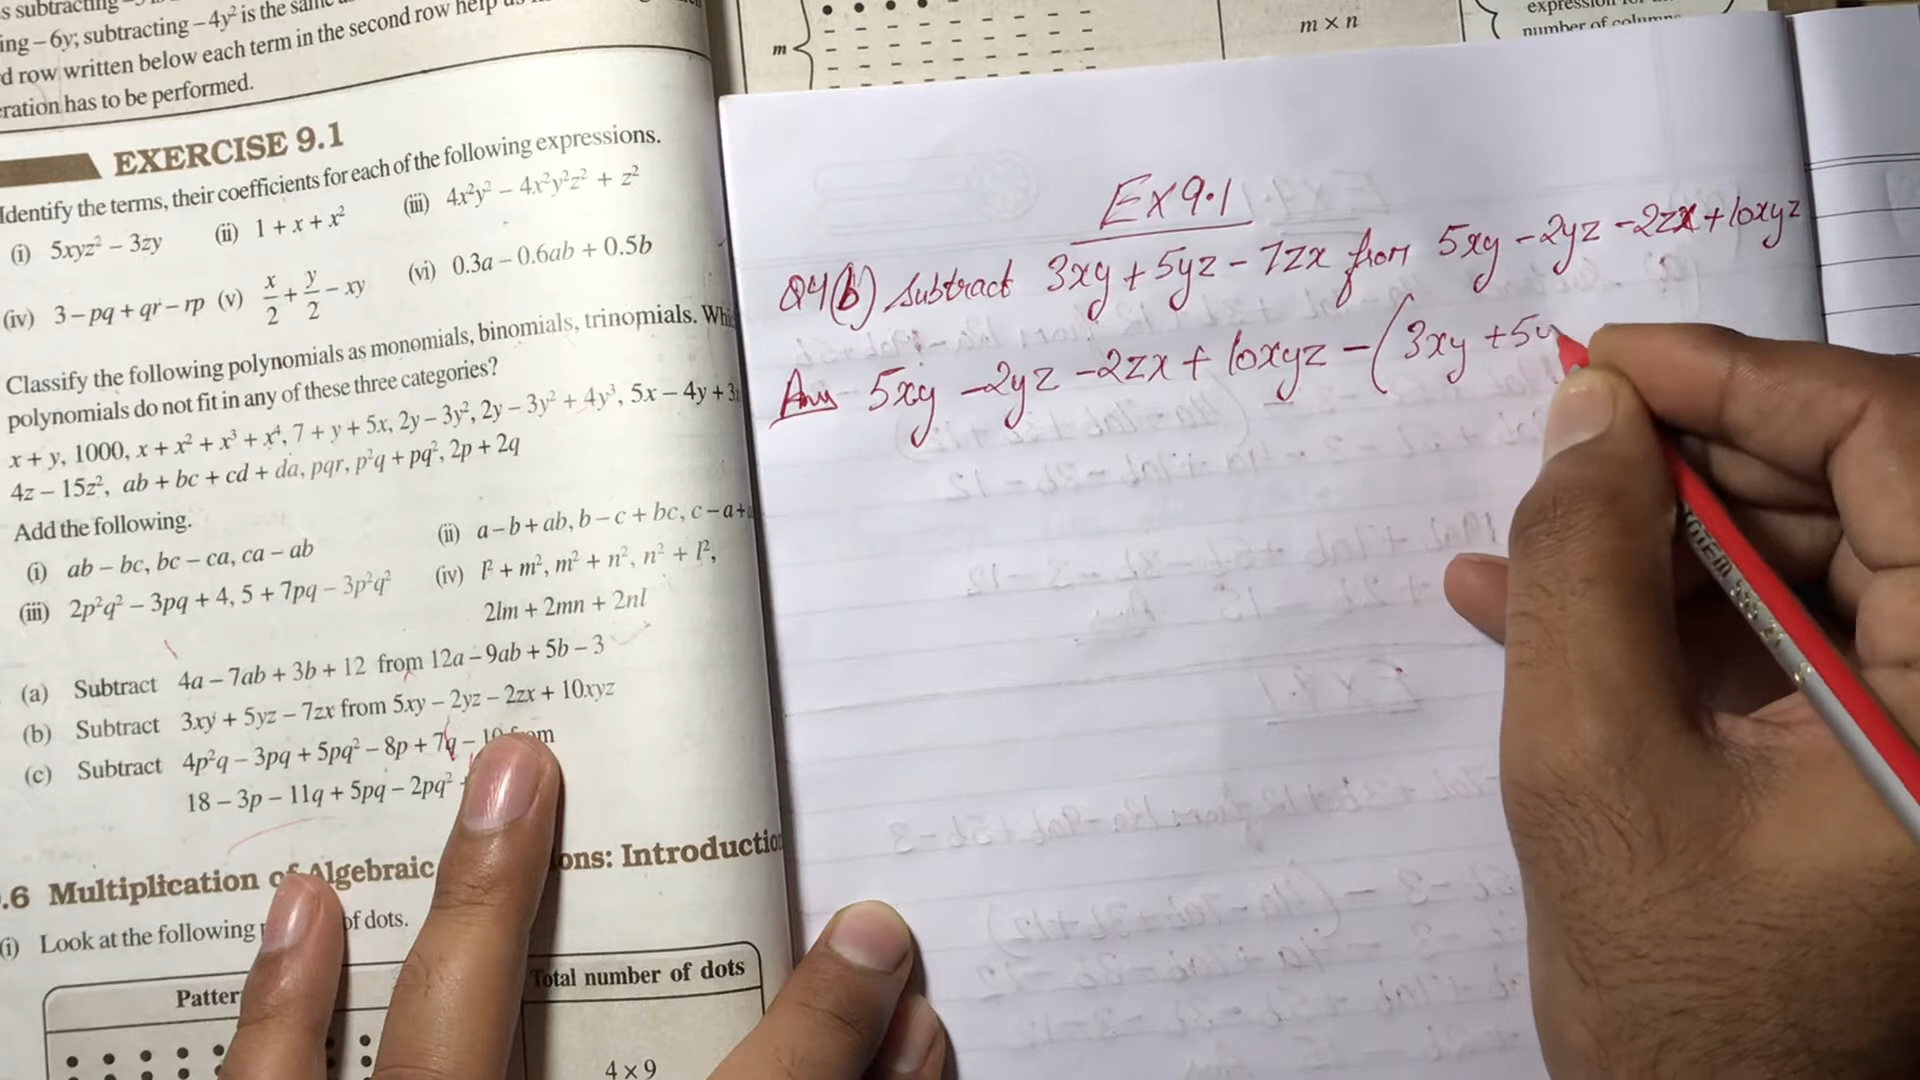 subtracting
ing – 6y; subtracting – 4y² is the same
d row written below each term in the second row help
eration has to be performed.
EXERCISE 9.1
Identify the terms, their coefficients for each of the following expressions.
(i) 5xyz² – 3zy (ii) 1 + x + x² (iii) 4x²y² – 4x²y²z² + z²
(iv) 3 – pq + qr – rp (v) x/2 + y/2 – xy (vi) 0.3a – 0.6ab + 0.5b
Classify the following polynomials as monomials, binomials, trinomials.
polynomials do not fit in any of these three categories?
x + y, 1000, x + x² + x³ + x⁴, 7 + y + 5x, 2y – 3y², 2y – 3y² + 4y³, 5x – 4y + 3
4z – 15z², ab + bc + cd + da, pqr, p²q + pq², 2p + 2q
Add the following.
(i) ab – bc, bc – ca, ca – ab (ii) a – b + ab, b – c + bc, c – a +
(iii) 2p²q² – 3pq + 4, 5 + 7pq – 3p²q² (iv) l² + m², m² + n², n² + l²,
2lm + 2mn + 2nl
(a) Subtract 4a – 7ab + 3b + 12 from 12a – 9ab + 5b – 3
(b) Subtract 3xy + 5yz – 7zx from 5xy – 2yz – 2zx + 10xyz
(c) Subtract 4p²q – 3pq + 5pq² – 8p + 7q – 10
18 – 3p – 11q + 5pq – 2pq²
.6 Multiplication of Algebraic ons: Introduction
(i) Look at the following of dots.
Patter
Total number of dots
4 × 9
m
m × n
number of columns
Ex 9.1
Q4(b) Subtract 3xy + 5yz – 7zx from 5xy – 2yz – 2zx + 10xyz
Ans 5xy – 2yz – 2zx + 10xyz – (3xy + 5y